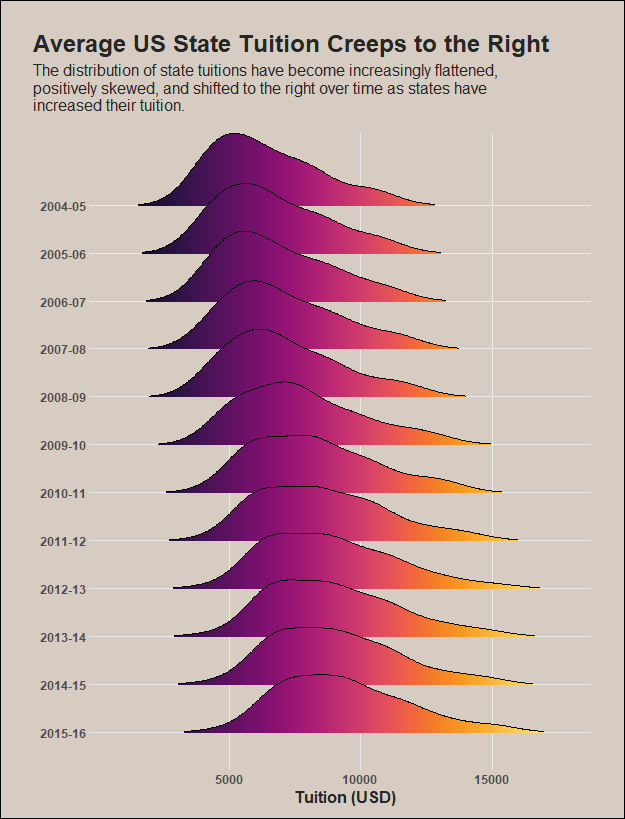 Average US State Tuition Creeps to the Right
The distribution of state tuitions have become increasingly flattened,
positively skewed, and shifted to the right over time as states have
increased their tuition.
2004-05
2005-06
2006-07
2007-08
2008-09
2009-10
2010-11
2011-12
2012-13
2013-14
2014-15
2015-16
5000 10000 15000
Tuition (USD)